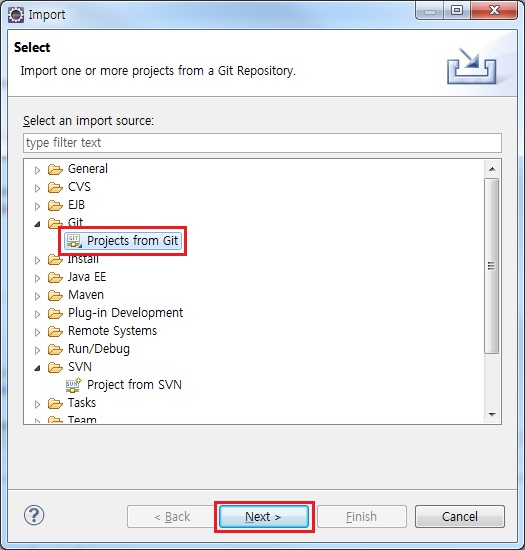 Import
Select
Import one or more projects from a Git Repository.
Select an import source:
type filter text
General
CVS
EJB
Git
GIT
Projects from Git
Install
Java EE
Maven
Plug-in Development
Remote Systems
Run/Debug
SVN
SVN
Project from SVN
Tasks
Team
?
< Back
Next >
Finish
Cancel